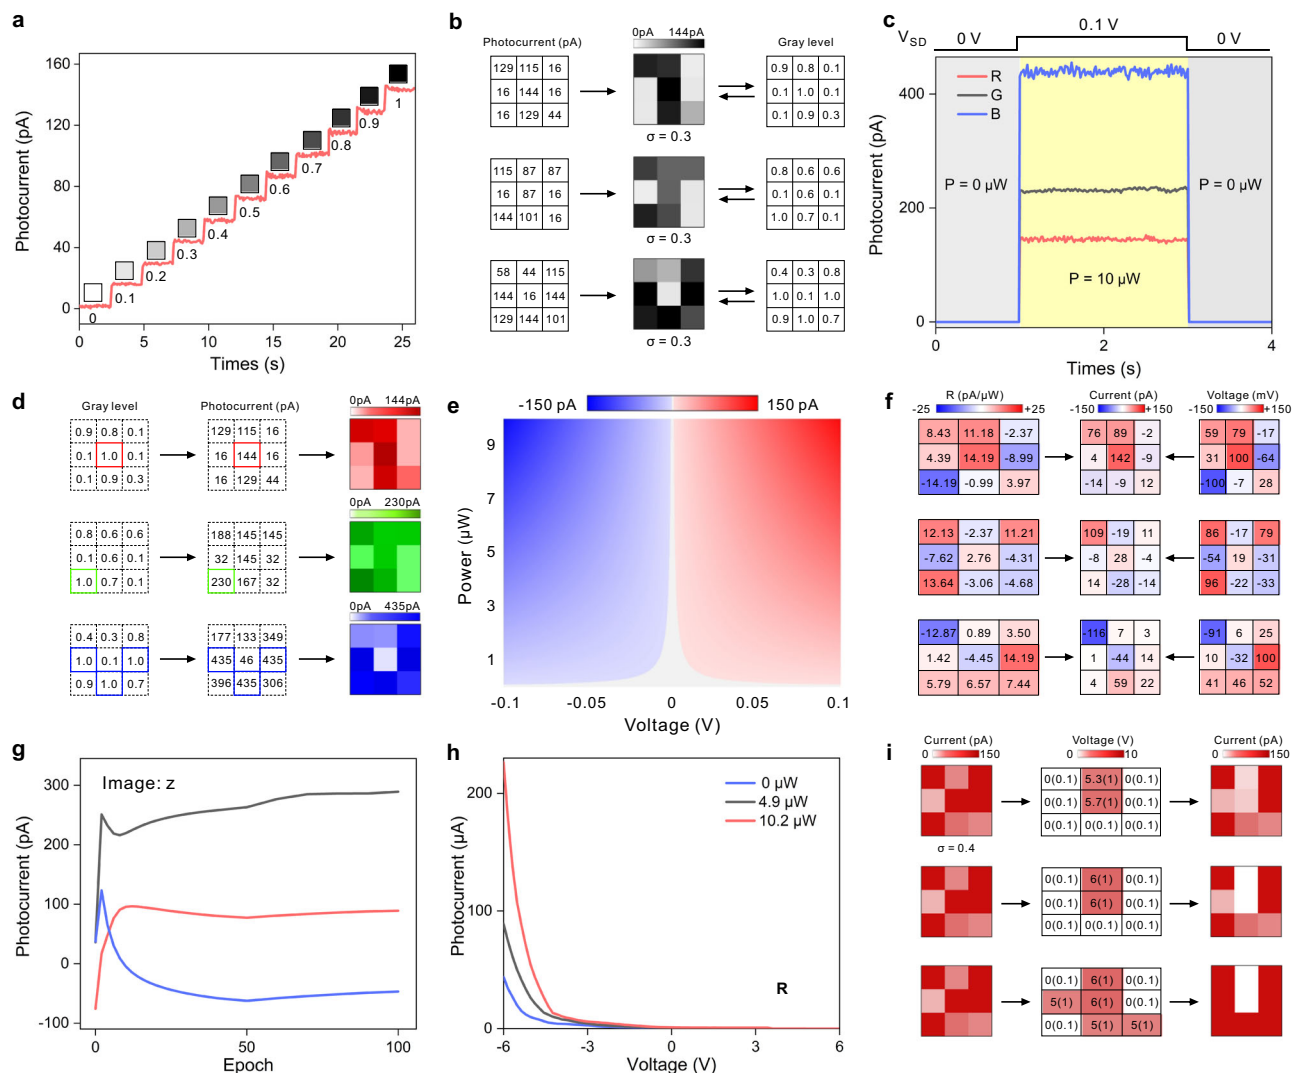 a
Photocurrent (pA)
160
120
80
40
0
0
0.1
0.2
0.3
0.4
0.5
0.6
0.7
0.8
0.9
1
0 5 10 15 20 25
Times (s)
b
Photocurrent (pA)
0pA 144pA
Gray level
129 115 16
16 144 16
16 129 44
σ = 0.3
0.9 0.8 0.1
0.1 1.0 0.1
0.1 0.9 0.3
115 87 87
16 87 16
144 101 16
σ = 0.3
0.8 0.6 0.6
0.1 0.6 0.1
1.0 0.7 0.1
58 44 115
144 16 144
129 144 101
σ = 0.3
0.4 0.3 0.8
1.0 0.1 1.0
0.9 1.0 0.7
c
VSD
0 V
0.1 V
0 V
Photocurrent (pA)
400
200
0
R
G
B
P = 0 µW
P = 10 µW
P = 0 µW
0 2 4
Times (s)
d
Gray level
Photocurrent (pA)
0pA 144pA
0.9 0.8 0.1
0.1 1.0 0.1
0.1 0.9 0.3
129 115 16
16 144 16
16 129 44
0pA 230pA
0.8 0.6 0.6
0.1 0.6 0.1
1.0 0.7 0.1
188 145 145
32 145 32
230 167 32
0pA 435pA
0.4 0.3 0.8
1.0 0.1 1.0
0.9 1.0 0.7
177 133 349
435 46 435
396 435 306
e
-150 pA 150 pA
Power (µW)
9
7
5
3
1
-0.1 -0.05 0 0.05 0.1
Voltage (V)
f
R (pA/µW)
-25 +25
Current (pA)
-150 +150
Voltage (mV)
-150 +150
8.43 11.18 -2.37
4.39 14.19 -8.99
-14.19 -0.99 3.97
76 89 -2
4 142 -9
-14 -9 12
59 79 -17
31 100 -64
-100 -7 28
12.13 -2.37 11.21
-7.62 2.76 -4.31
13.64 -3.06 -4.68
109 -19 11
-8 28 -4
14 -28 -14
86 -17 79
-54 19 -31
96 -22 -33
-12.87 0.89 3.50
1.42 -4.45 14.19
5.79 6.57 7.44
-116 7 3
1 -44 14
4 59 22
-91 6 25
10 -32 100
41 46 52
g
Image: z
Photocurrent (pA)
300
200
100
0
-100
0 50 100
Epoch
h
Photocurrent (µA)
200
100
0
0 µW
4.9 µW
10.2 µW
R
-6 -3 0 3 6
Voltage (V)
i
Current (pA)
0 150
Voltage (V)
0 10
Current (pA)
0 150
0(0.1) 5.3(1) 0(0.1)
0(0.1) 5.7(1) 0(0.1)
0(0.1) 0(0.1) 0(0.1)
σ = 0.4
0(0.1) 6(1) 0(0.1)
0(0.1) 6(1) 0(0.1)
0(0.1) 0(0.1) 0(0.1)
0(0.1) 6(1) 0(0.1)
5(1) 6(1) 0(0.1)
0(0.1) 5(1) 5(1)